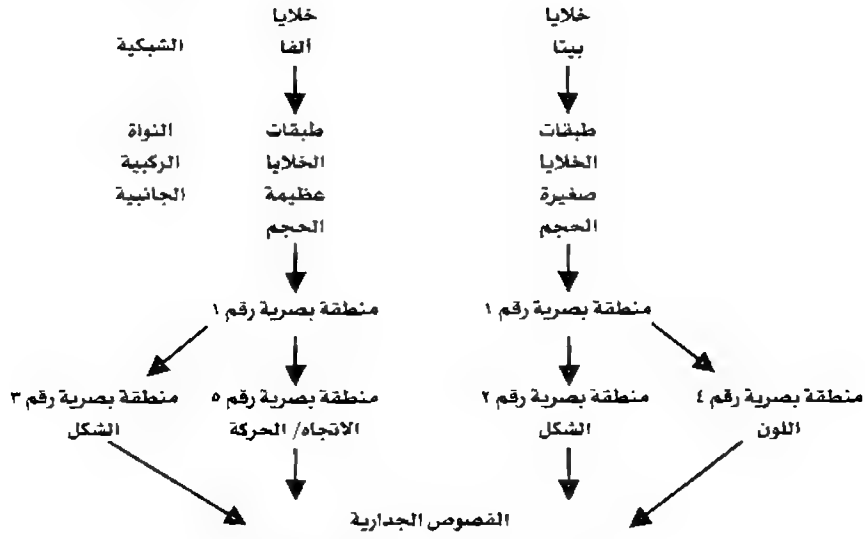 خلايا
بيتا
خلايا
ألفا
الشبكية
طبقات
الخلايا
صغيرة
الحجم
طبقات
الخلايا
عظيمة
الحجم
النواة
الركبية
الجانبية
منطقة بصرية رقم ١
منطقة بصرية رقم ١
منطقة بصرية رقم ٤
اللون
منطقة بصرية رقم ٢
الشكل
منطقة بصرية رقم ٥
الاتجاه/ الحركة
منطقة بصرية رقم ٣
الشكل
الفصوص الجدارية